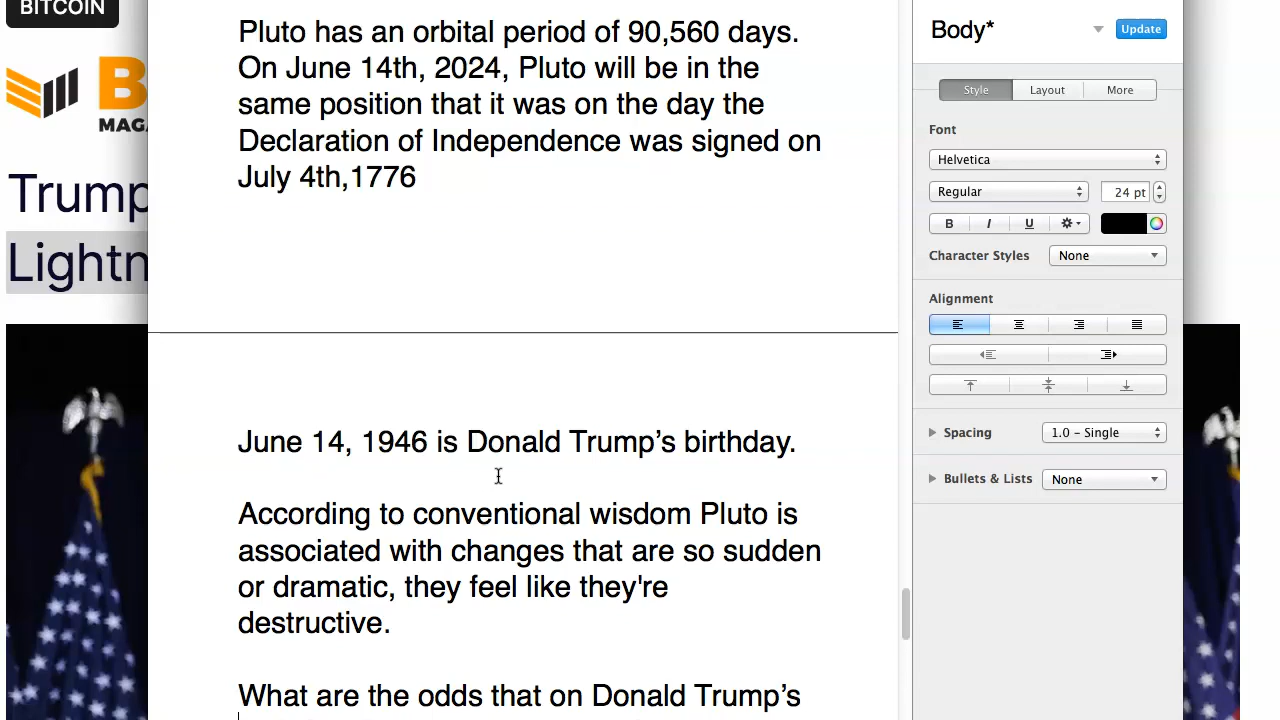 BITCOIN
B
MAGA
Trump
Lightn
Pluto has an orbital period of 90,560 days.
On June 14th, 2024, Pluto will be in the
same position that it was on the day the
Declaration of Independence was signed on
July 4th,1776
June 14, 1946 is Donald Trump’s birthday.
According to conventional wisdom Pluto is
associated with changes that are so sudden
or dramatic, they feel like they're
destructive.
What are the odds that on Donald Trump’s
Body*
Update
Style Layout More
Font
Helvetica
Regular 24 pt
B I U
Character Styles None
Alignment
Spacing 1.0 – Single
Bullets & Lists None